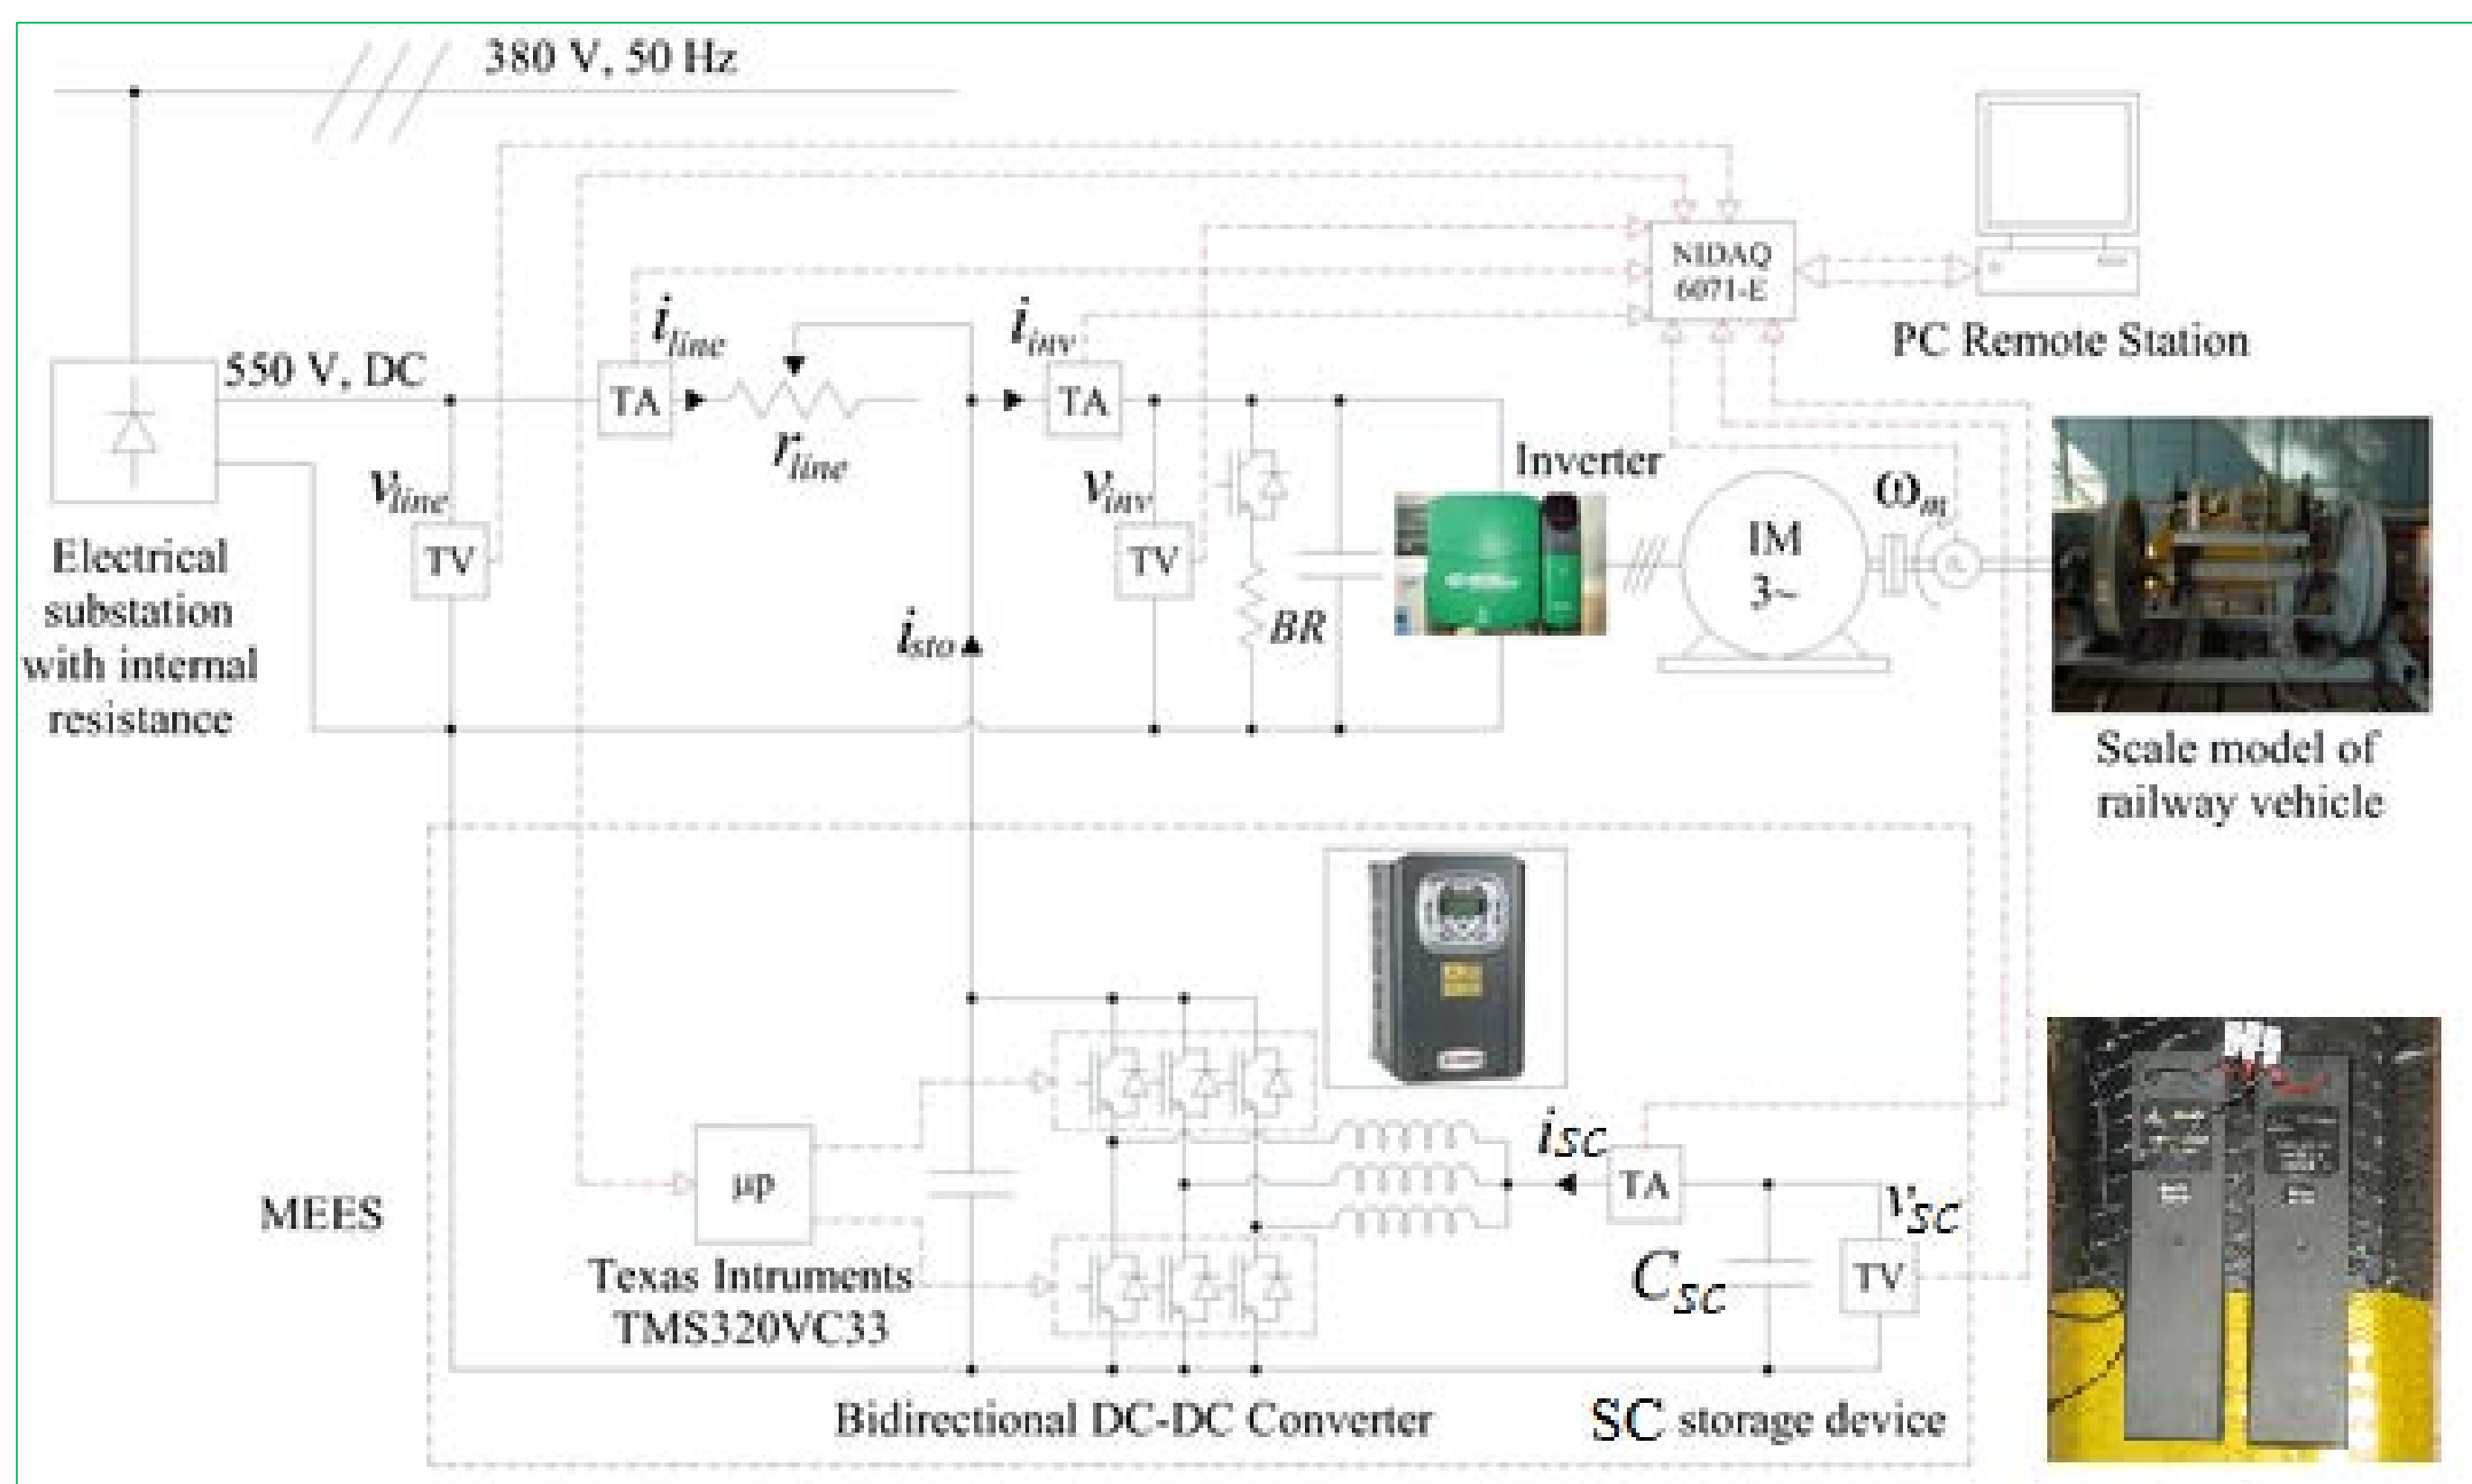 380 V, 50 Hz
NIDAQ
6071-E
PC Remote Station
550 V, DC
i_line
TA
r_line
i_inv
TA
v_line
TV
v_inv
TV
BR
Inverter
IM
3~
ω_m
Electrical
substation
with internal
resistance
i_sto
Scale model of
railway vehicle
MEES
μp
Texas Intruments
TMS320VC33
i_SC
TA
v_SC
C_SC
TV
Bidirectional DC-DC Converter
SC storage device